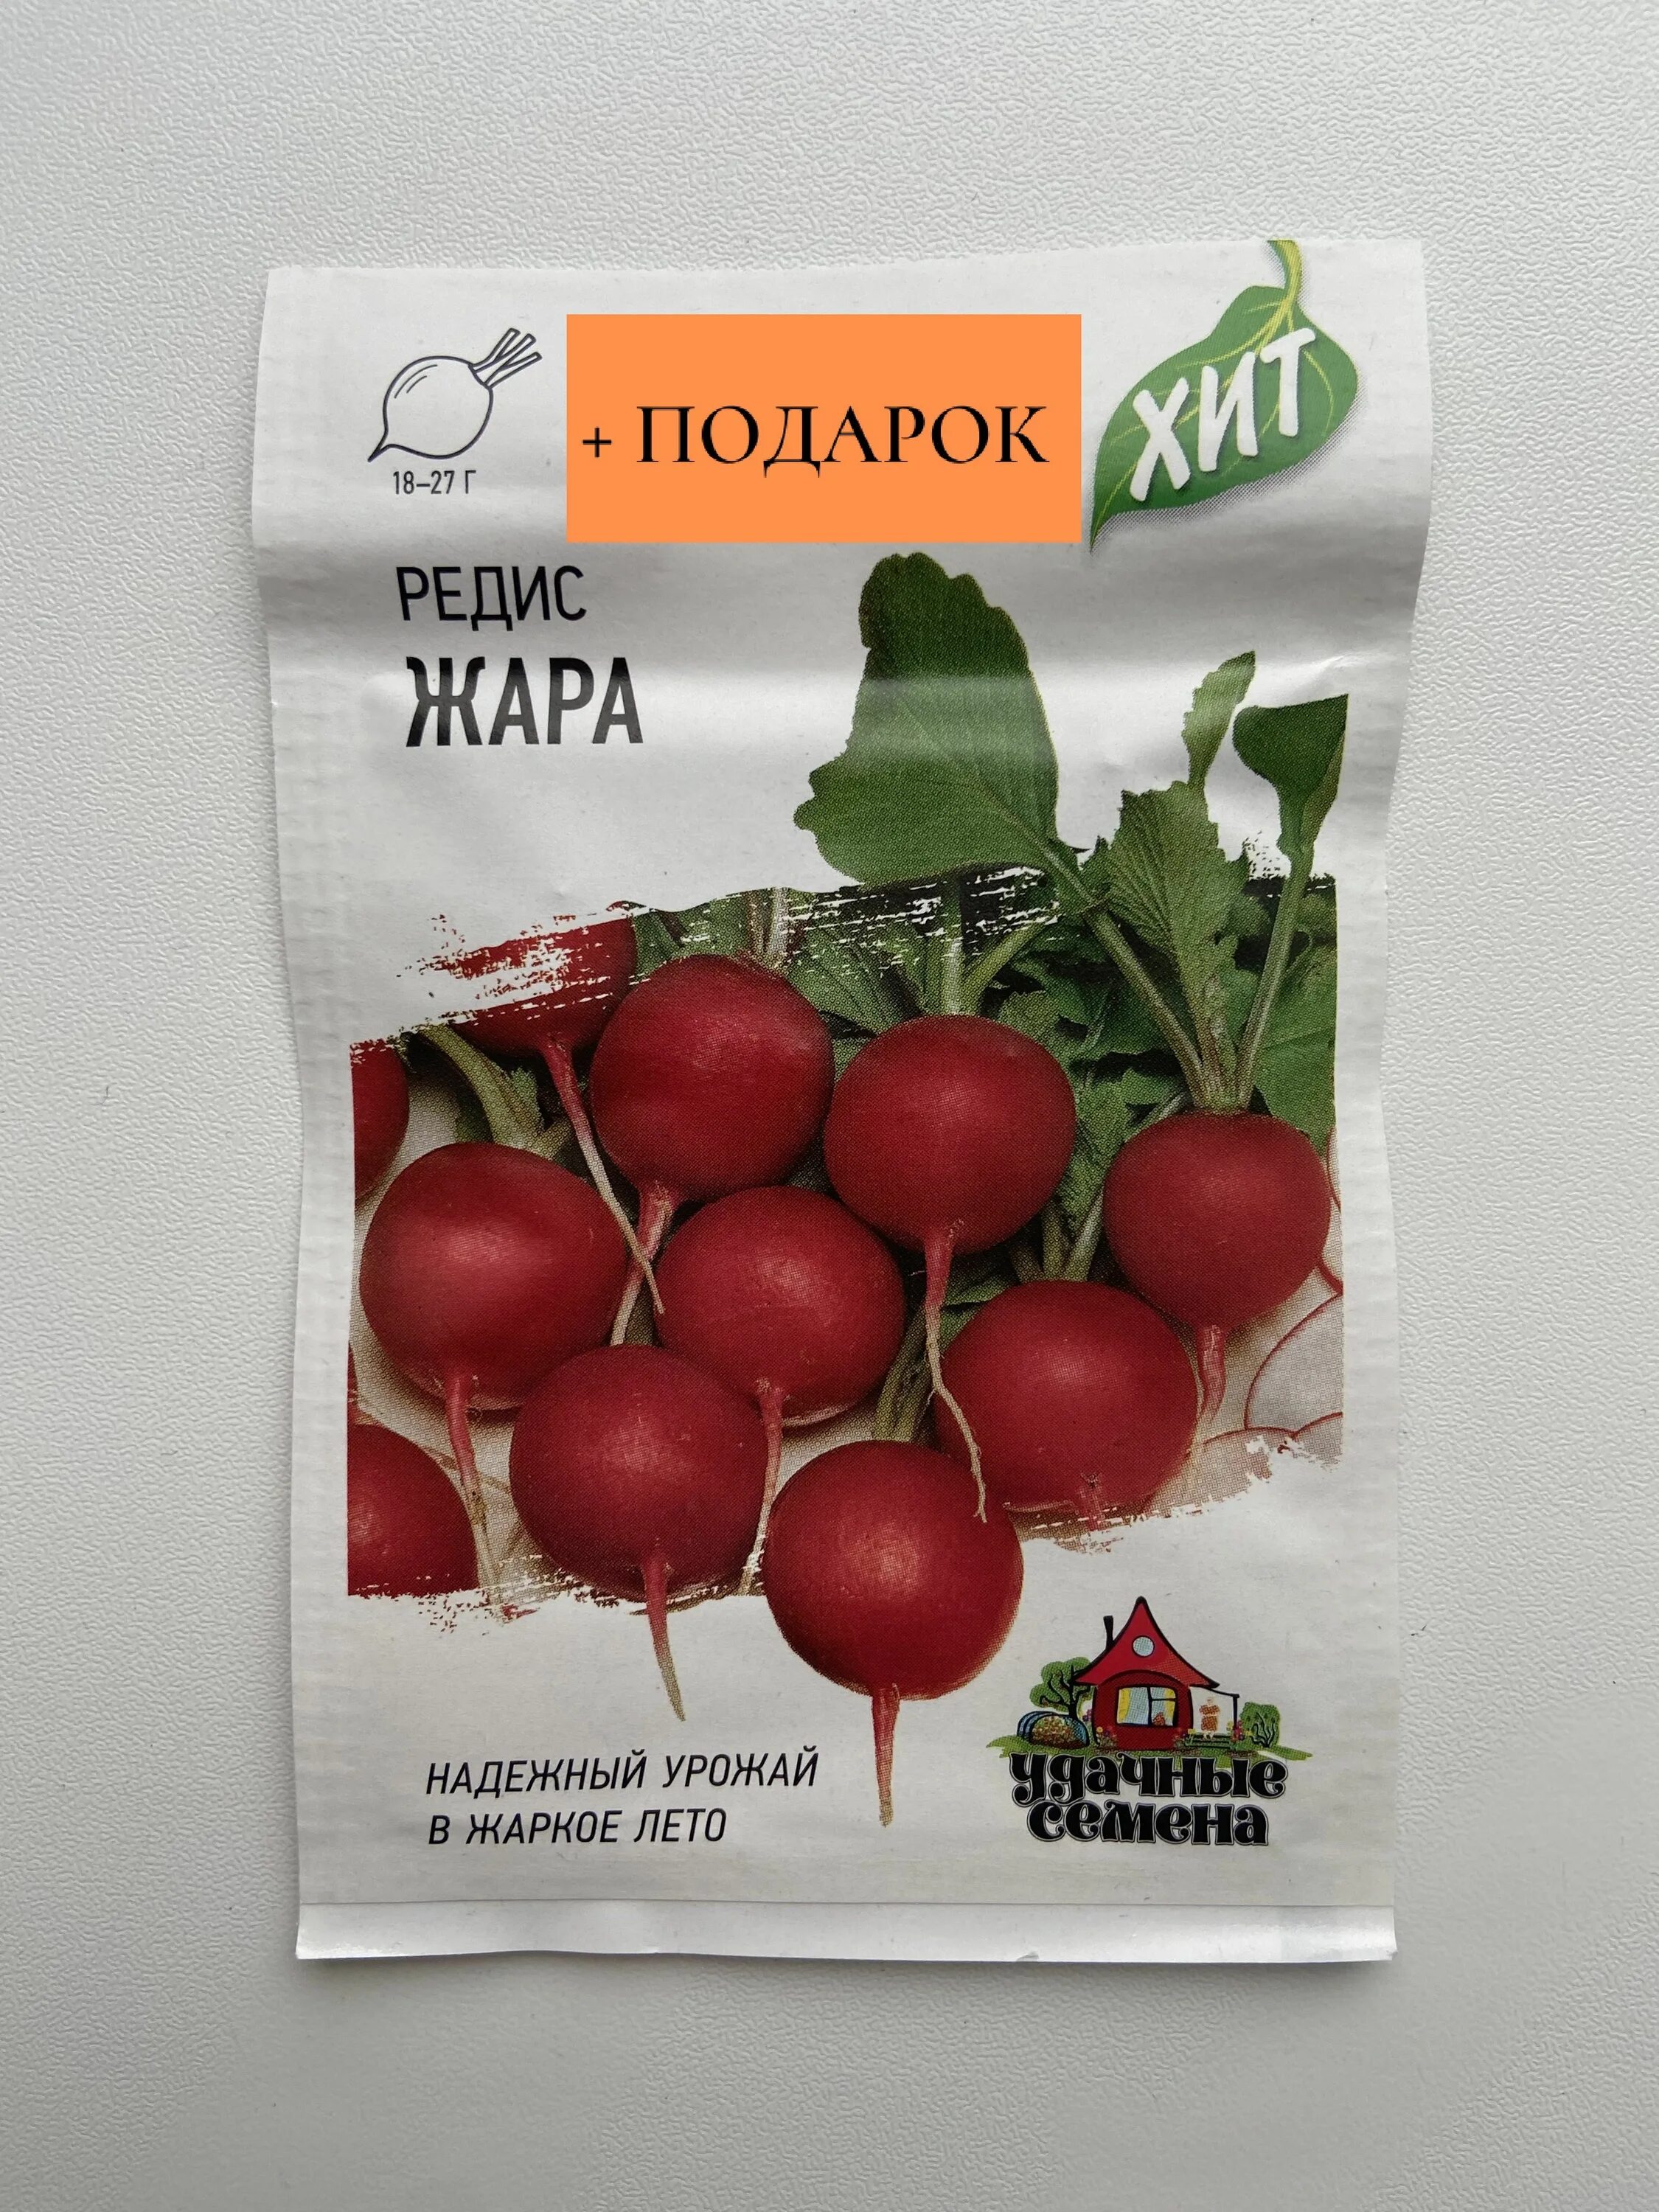 + ПОДАРОК
ХИТ
18–27 Г
РЕДИС
ЖАРА
НАДЕЖНЫЙ УРОЖАЙ
В ЖАРКОЕ ЛЕТО
удачные
семена